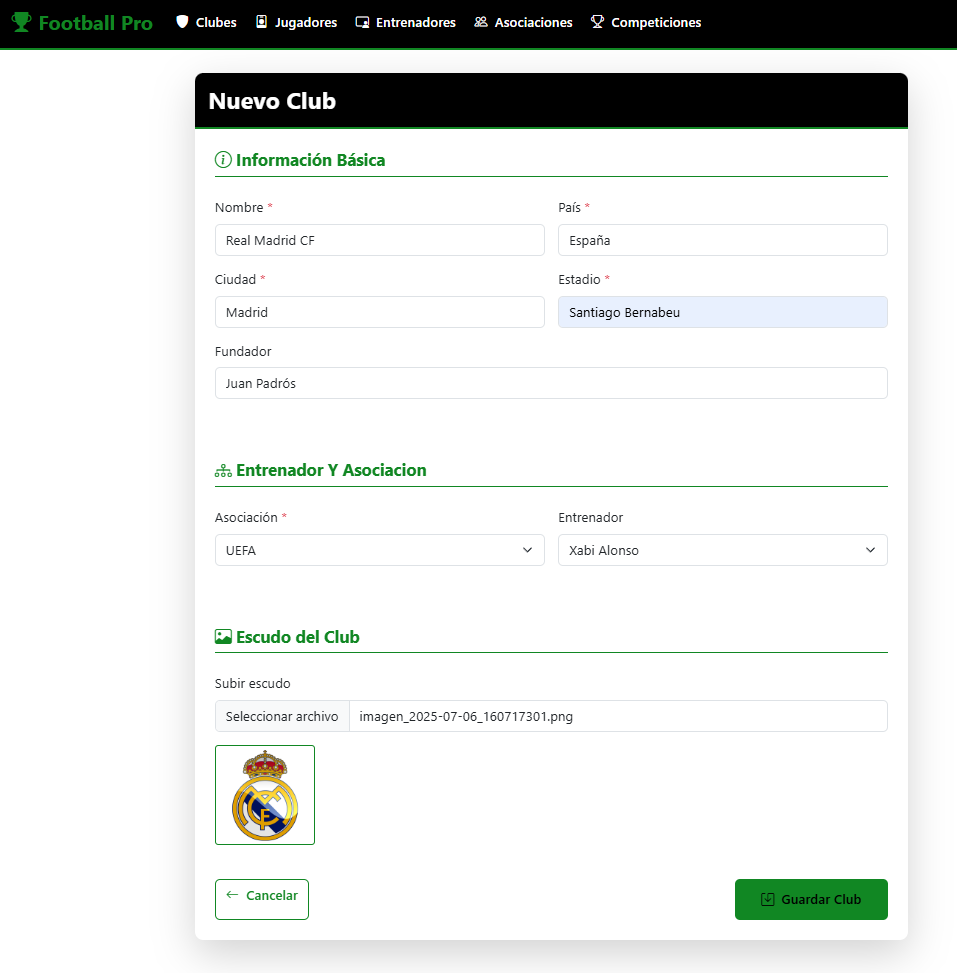 Football Pro Clubes Jugadores Entrenadores Asociaciones Competiciones
Nuevo Club
Información Básica
Nombre * País *
Real Madrid CF España
Ciudad * Estadio *
Madrid Santiago Bernabeu
Fundador
Juan Padrós
Entrenador Y Asociacion
Asociación * Entrenador
UEFA Xabi Alonso
Escudo del Club
Subir escudo
Seleccionar archivo imagen_2025-07-06_160717301.png
Cancelar Guardar Club